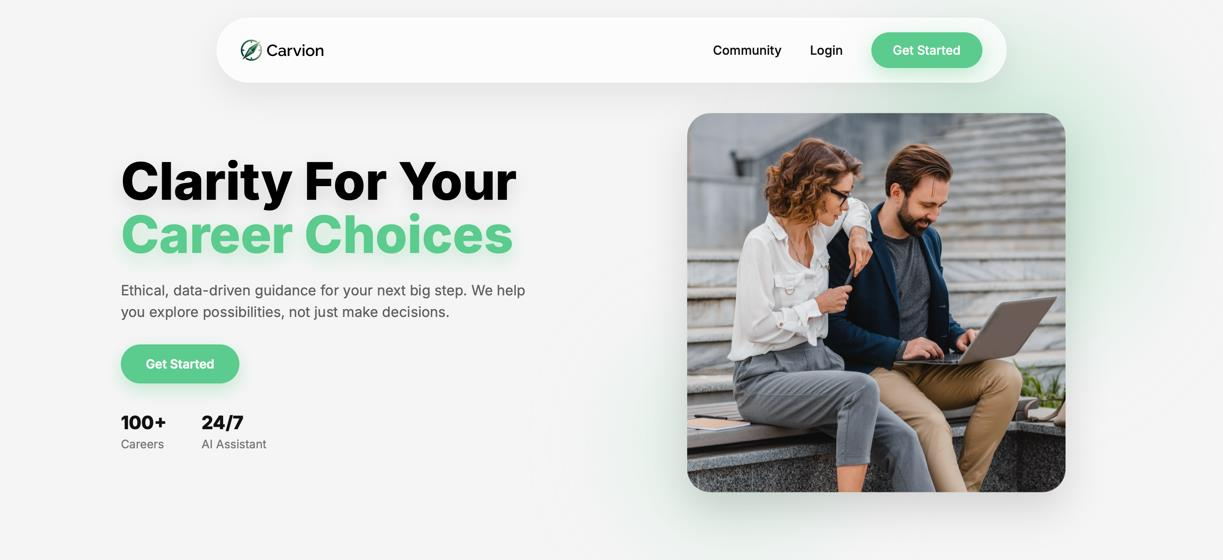 Carvion
Community
Login
Get Started
Clarity For Your
Career Choices
Ethical, data-driven guidance for your next big step. We help
you explore possibilities, not just make decisions.
Get Started
100+
Careers
24/7
AI Assistant